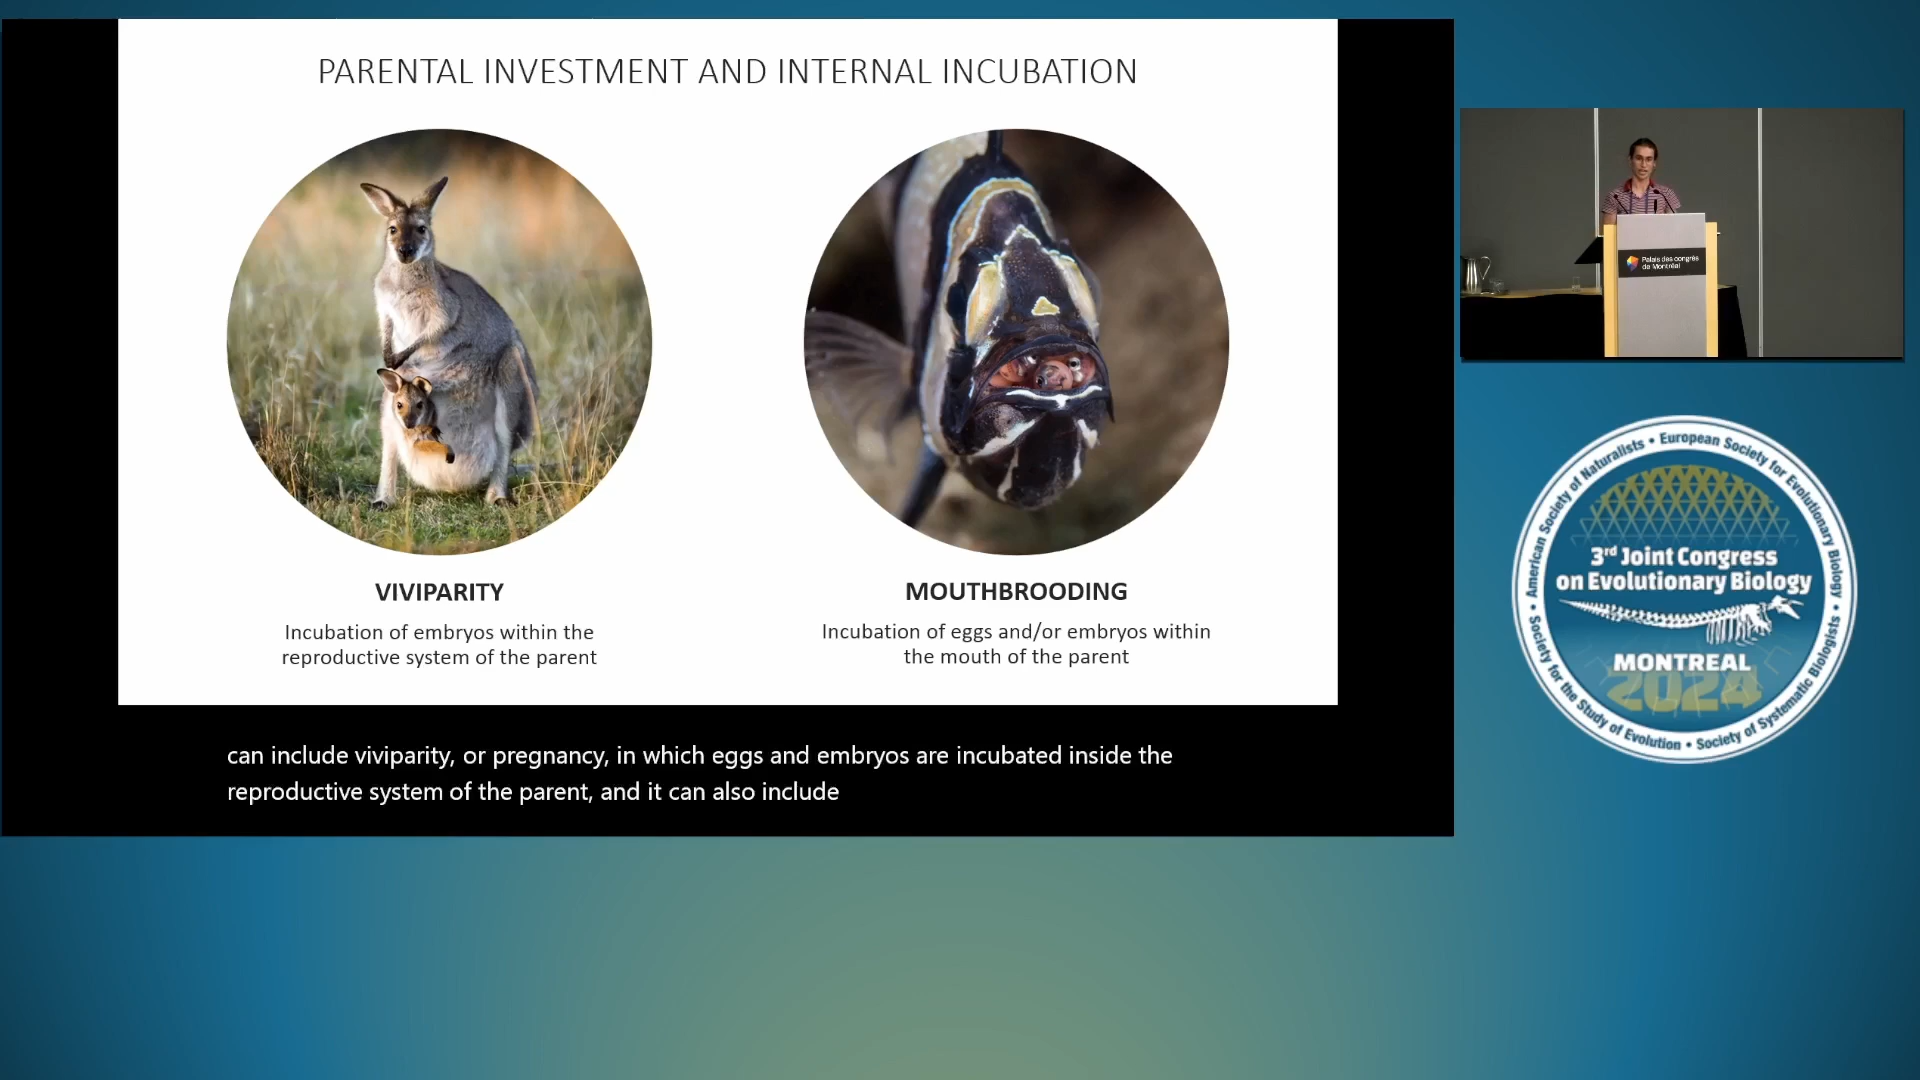 PARENTAL INVESTMENT AND INTERNAL INCUBATION
VIVIPARITY
Incubation of embryos within the
reproductive system of the parent
MOUTHBROODING
Incubation of eggs and/or embryos within
the mouth of the parent
can include viviparity, or pregnancy, in which eggs and embryos are incubated inside the
reproductive system of the parent, and it can also include
Palais des congrès
de Montréal
American Society of Naturalists • European Society for Evolutionary Biology •
Society for the Study of Evolution • Society of Systematic Biologists •
3rd Joint Congress
on Evolutionary Biology
MONTREAL
2024